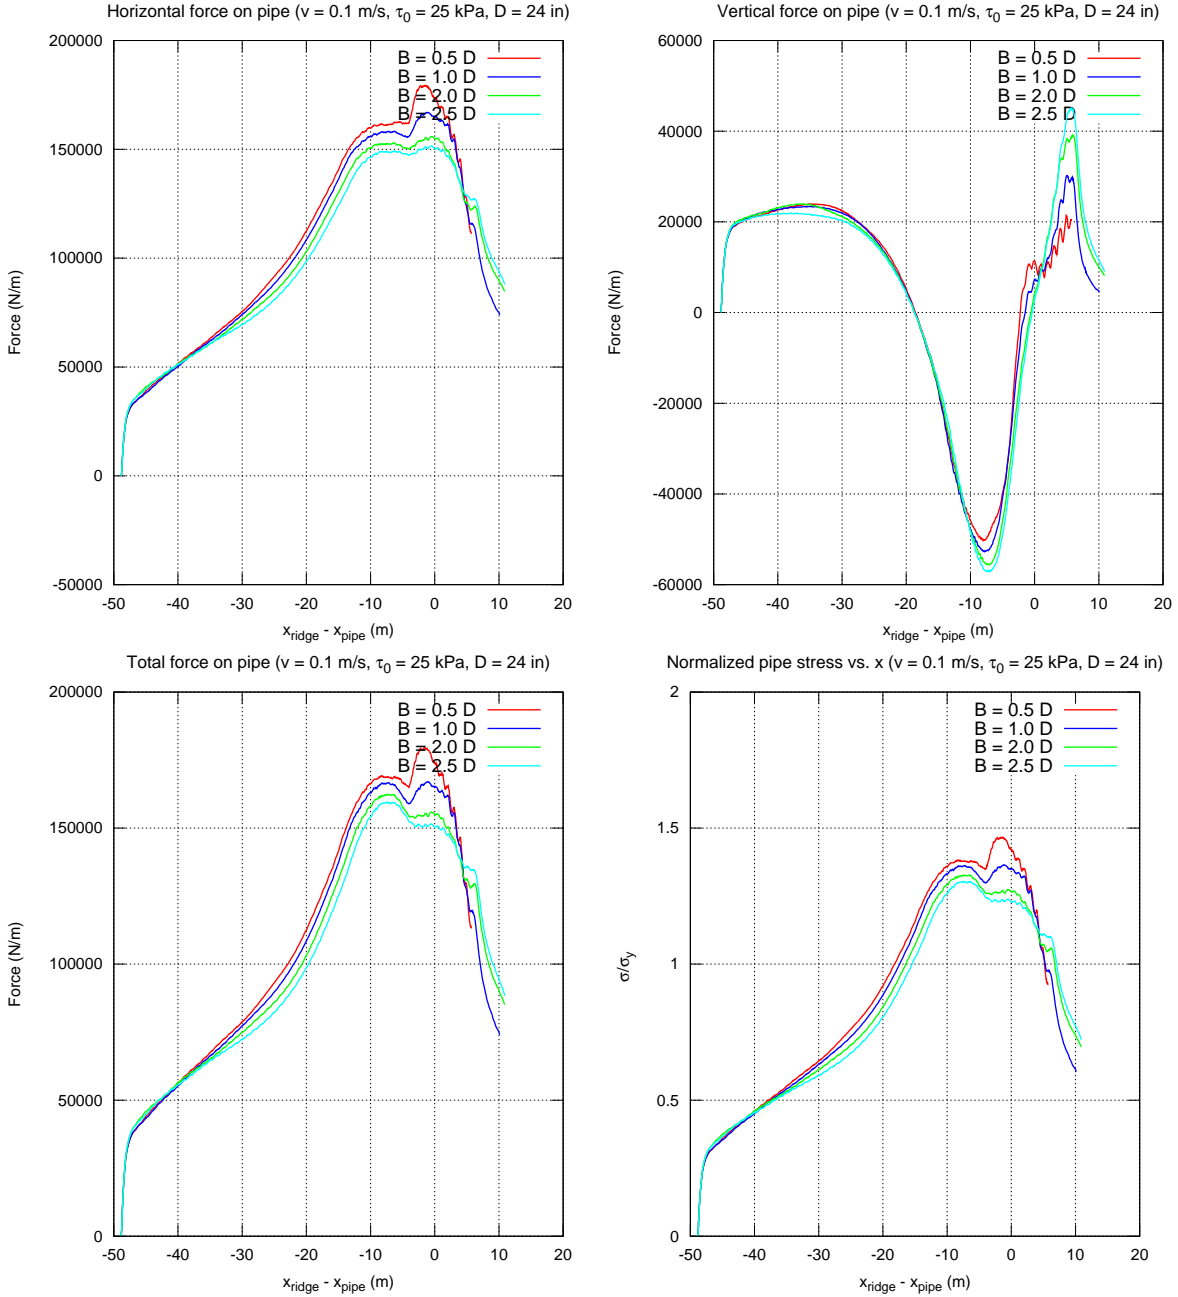 Horizontal force on pipe (v = 0.1 m/s, τ0 = 25 kPa, D = 24 in)
200000
150000
100000
50000
0
-50000
Force (N/m)
B = 0.5 D
B = 1.0 D
B = 2.0 D
B = 2.5 D
-50 -40 -30 -20 -10 0 10 20
xridge - xpipe (m)
Vertical force on pipe (v = 0.1 m/s, τ0 = 25 kPa, D = 24 in)
60000
40000
20000
0
-20000
-40000
-60000
Force (N/m)
B = 0.5 D
B = 1.0 D
B = 2.0 D
B = 2.5 D
-50 -40 -30 -20 -10 0 10 20
xridge - xpipe (m)
Total force on pipe (v = 0.1 m/s, τ0 = 25 kPa, D = 24 in)
200000
150000
100000
50000
0
Force (N/m)
B = 0.5 D
B = 1.0 D
B = 2.0 D
B = 2.5 D
-50 -40 -30 -20 -10 0 10 20
xridge - xpipe (m)
Normalized pipe stress vs. x (v = 0.1 m/s, τ0 = 25 kPa, D = 24 in)
2
1.5
1
0.5
0
σ/σy
B = 0.5 D
B = 1.0 D
B = 2.0 D
B = 2.5 D
-50 -40 -30 -20 -10 0 10 20
xridge - xpipe (m)